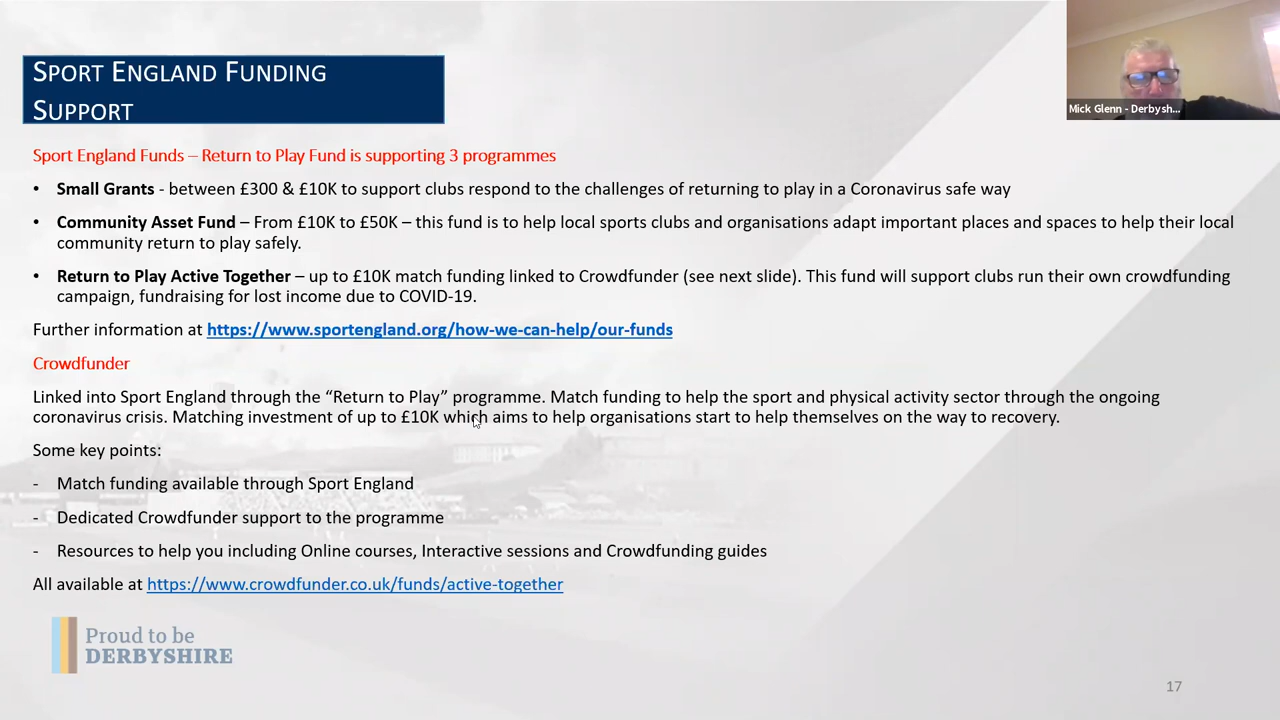 SPORT ENGLAND FUNDING
SUPPORT
Mick Glenn - Derbysh...
Sport England Funds – Return to Play Fund is supporting 3 programmes
• Small Grants - between £300 & £10K to support clubs respond to the challenges of returning to play in a Coronavirus safe way
• Community Asset Fund – From £10K to £50K – this fund is to help local sports clubs and organisations adapt important places and spaces to help their local
community return to play safely.
• Return to Play Active Together – up to £10K match funding linked to Crowdfunder (see next slide). This fund will support clubs run their own crowdfunding
campaign, fundraising for lost income due to COVID-19.
Further information at https://www.sportengland.org/how-we-can-help/our-funds
Crowdfunder
Linked into Sport England through the “Return to Play” programme. Match funding to help the sport and physical activity sector through the ongoing
coronavirus crisis. Matching investment of up to £10K which aims to help organisations start to help themselves on the way to recovery.
Some key points:
- Match funding available through Sport England
- Dedicated Crowdfunder support to the programme
- Resources to help you including Online courses, Interactive sessions and Crowdfunding guides
All available at https://www.crowdfunder.co.uk/funds/active-together
Proud to be
DERBYSHIRE
17